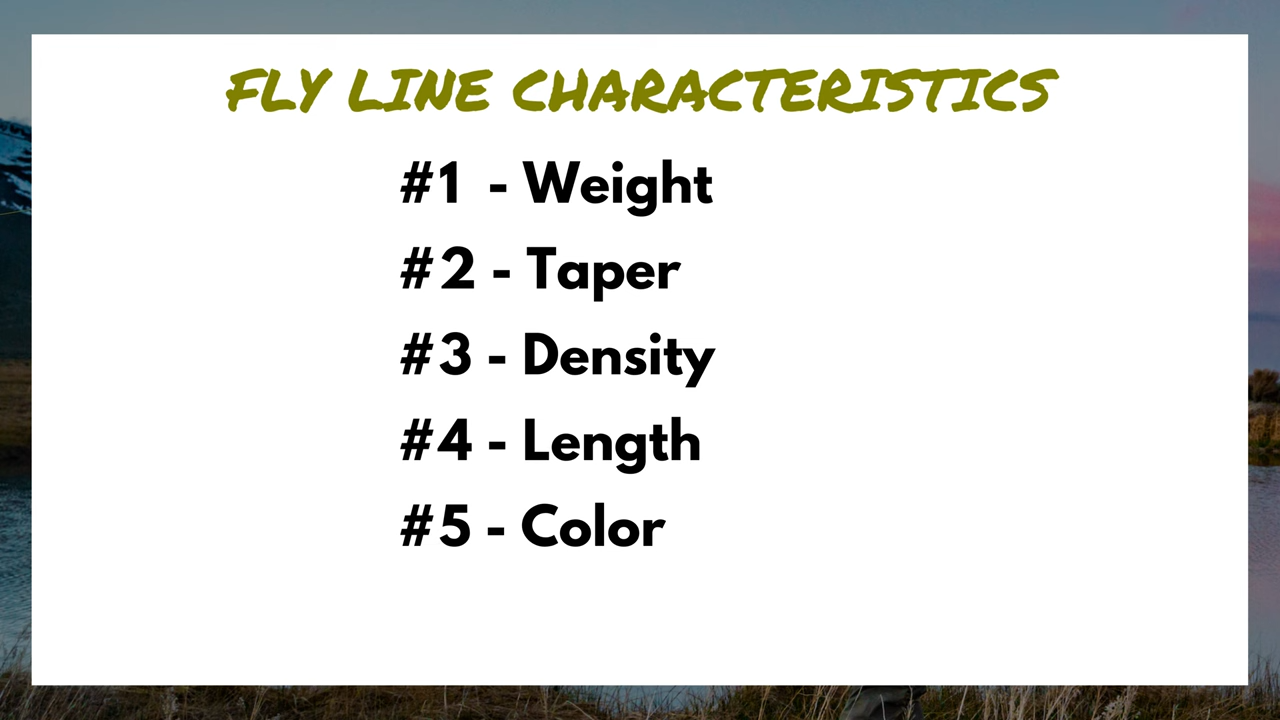 FLY LINE CHARACTERISTICS
#1 - Weight
#2 - Taper
#3 - Density
#4 - Length
#5 - Color